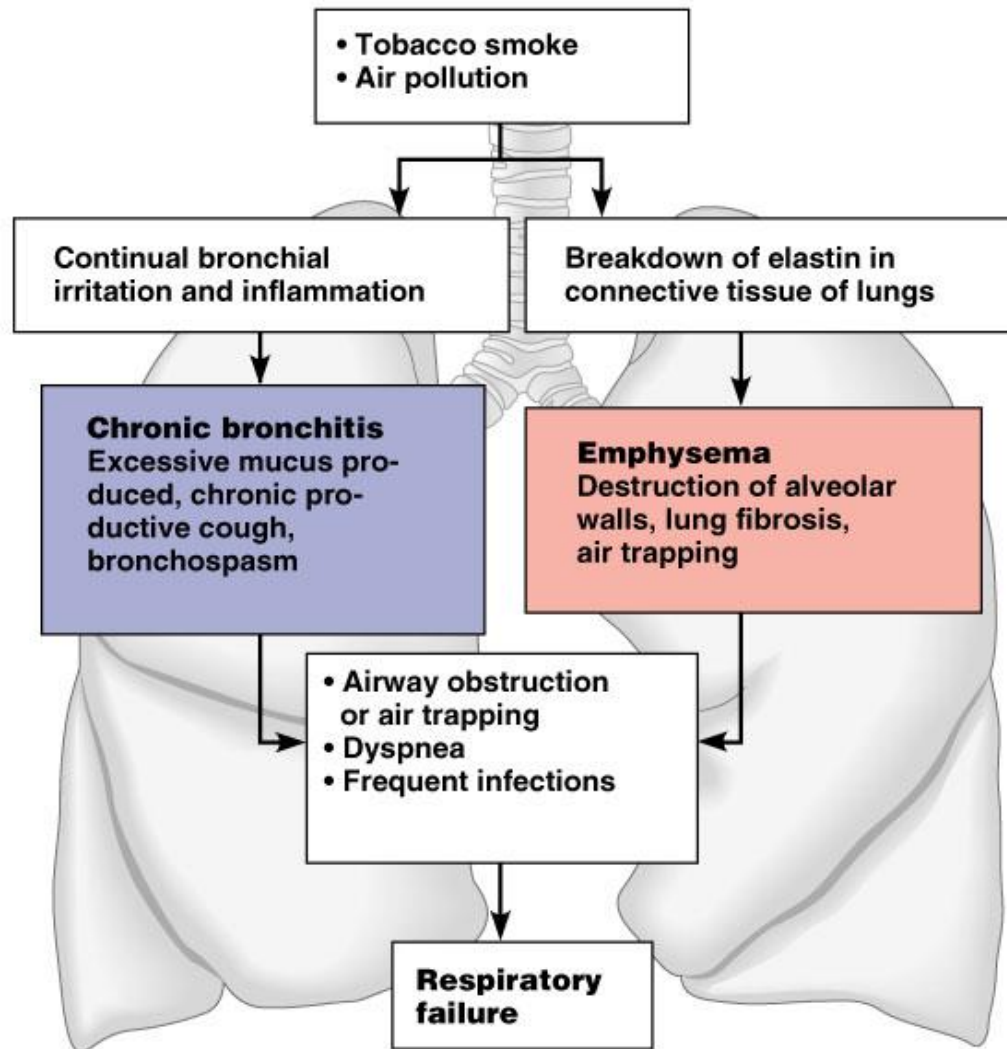 • Tobacco smoke
• Air pollution
Continual bronchial
irritation and inflammation
Breakdown of elastin in
connective tissue of lungs
Chronic bronchitis
Excessive mucus pro-
duced, chronic pro-
ductive cough,
bronchospasm
Emphysema
Destruction of alveolar
walls, lung fibrosis,
air trapping
• Airway obstruction
or air trapping
• Dyspnea
• Frequent infections
Respiratory
failure